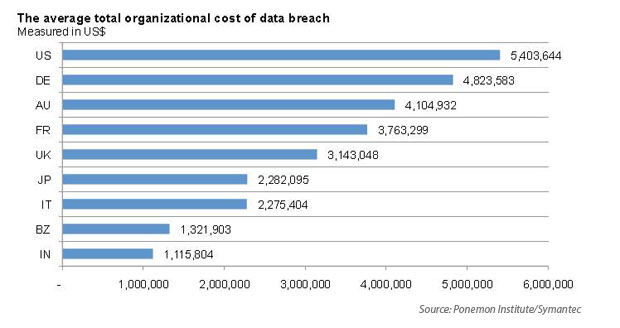 The average total organizational cost of data breach
Measured in US$
US 5,403,644
DE 4,823,583
AU 4,104,932
FR 3,763,299
UK 3,143,048
JP 2,282,095
IT 2,275,404
BZ 1,321,903
IN 1,115,804
- 1,000,000 2,000,000 3,000,000 4,000,000 5,000,000 6,000,000
Source: Ponemon Institute/Symantec